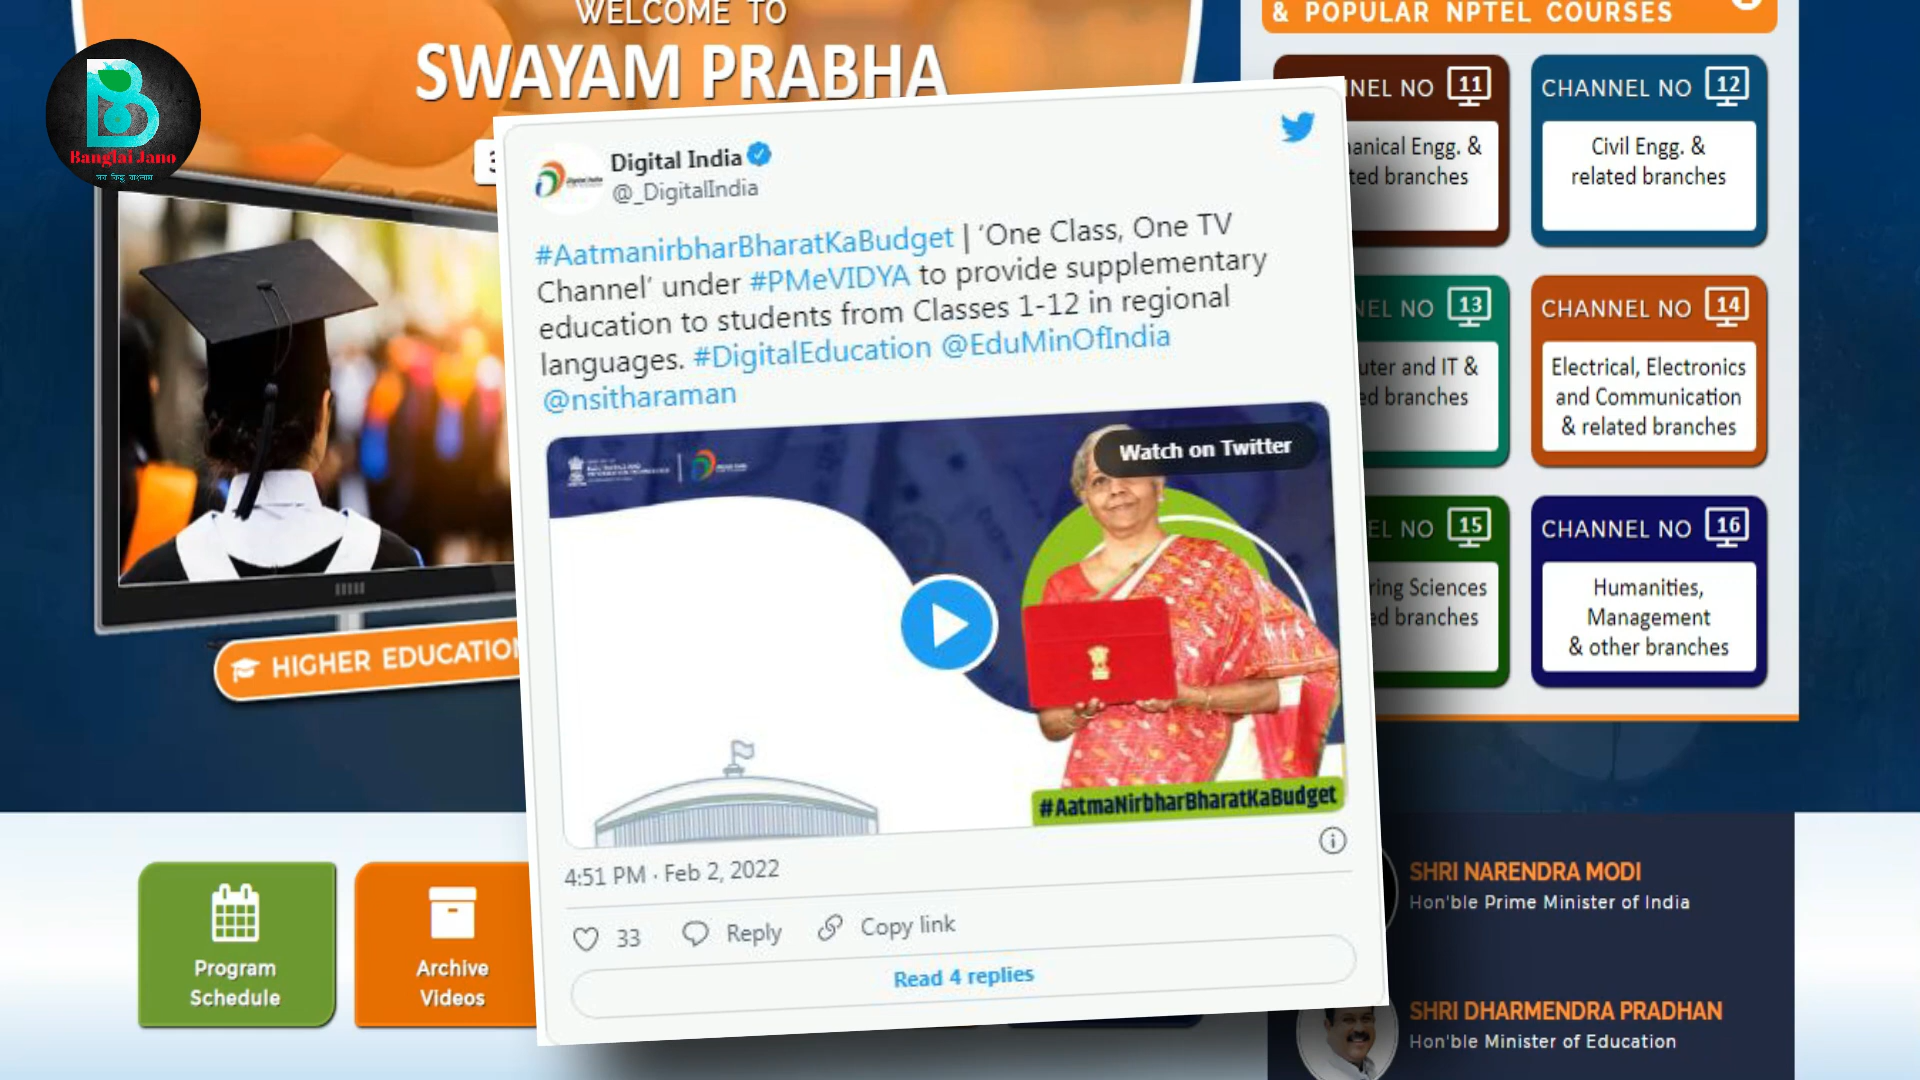 WELCOME TO
SWAYAM PRABHA
Banglai Jano
সব কিছু বাংলায়
HIGHER EDUCATIO
Program
Schedule
Archive
Videos
Digital India
@_DigitalIndia
#AatmanirbharBharatKaBudget | ‘One Class, One TV
Channel’ under #PMeVIDYA to provide supplementary
education to students from Classes 1-12 in regional
languages. #DigitalEducation @EduMinOfIndia
@nsitharaman
Watch on Twitter
#AatmaNirbharBharatKaBudget
4:51 PM · Feb 2, 2022
33
Reply
Copy link
Read 4 replies
& POPULAR NPTEL COURSES
NEL NO 11
anical Engg. &
ted branches
CHANNEL NO 12
Civil Engg. &
related branches
NEL NO 13
uter and IT &
ed branches
CHANNEL NO 14
Electrical, Electronics
and Communication
& related branches
EL NO 15
ring Sciences
ed branches
CHANNEL NO 16
Humanities,
Management
& other branches
SHRI NARENDRA MODI
Hon'ble Prime Minister of India
SHRI DHARMENDRA PRADHAN
Hon'ble Minister of Education